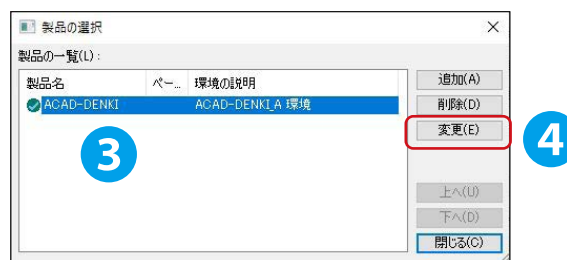 製品の選択
製品の一覧(L):
製品名 ペー... 環境の説明
ACAD-DENKI ACAD-DENKI_A 環境
追加(A)
削除(D)
変更(E)
上へ(U)
下へ(D)
閉じる(C)
3
4